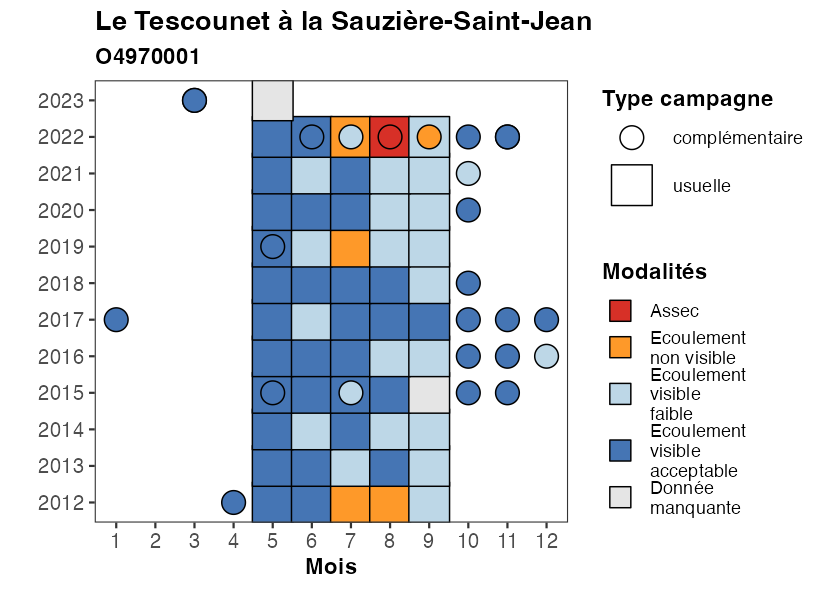 Le Tescounet à la Sauzière-Saint-Jean
O4970001
2023
2022
2021
2020
2019
2018
2017
2016
2015
2014
2013
2012
1 2 3 4 5 6 7 8 9 10 11 12
Mois
Type campagne
complémentaire
usuelle
Modalités
Assec
Ecoulement
non visible
Ecoulement
visible
faible
Ecoulement
visible
acceptable
Donnée
manquante